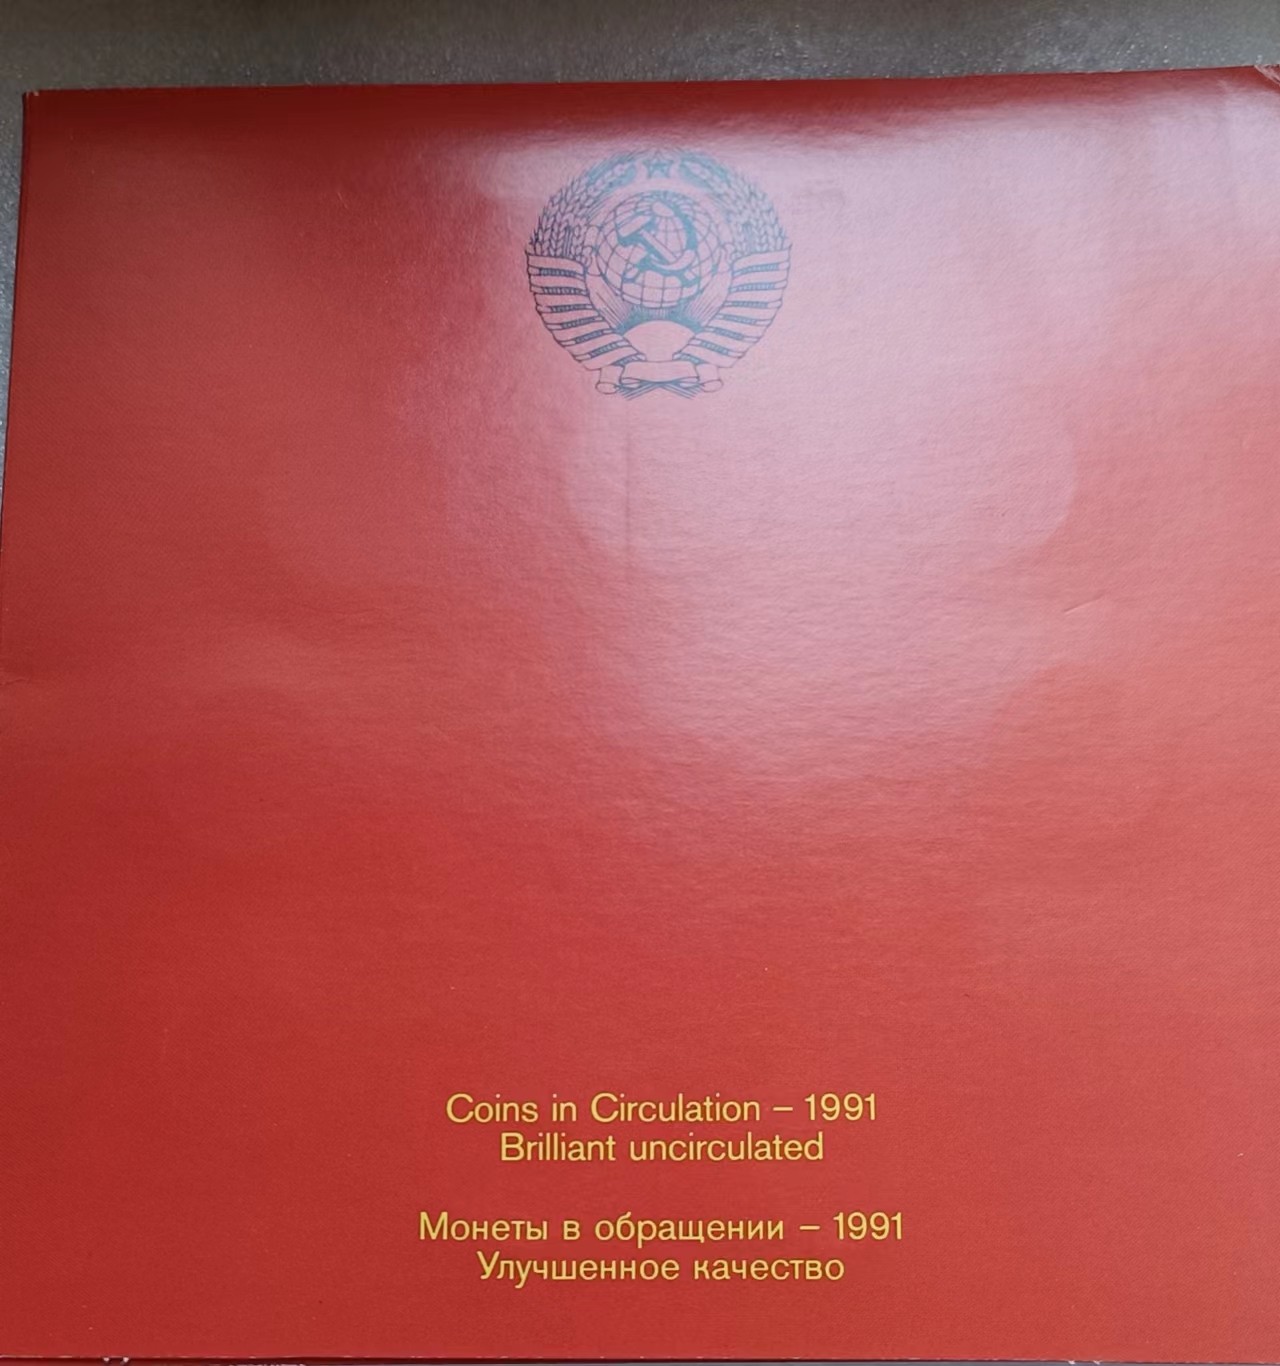 Coins in Circulation – 1991
Brilliant uncirculated
Монеты в обращении – 1991
Улучшенное качество